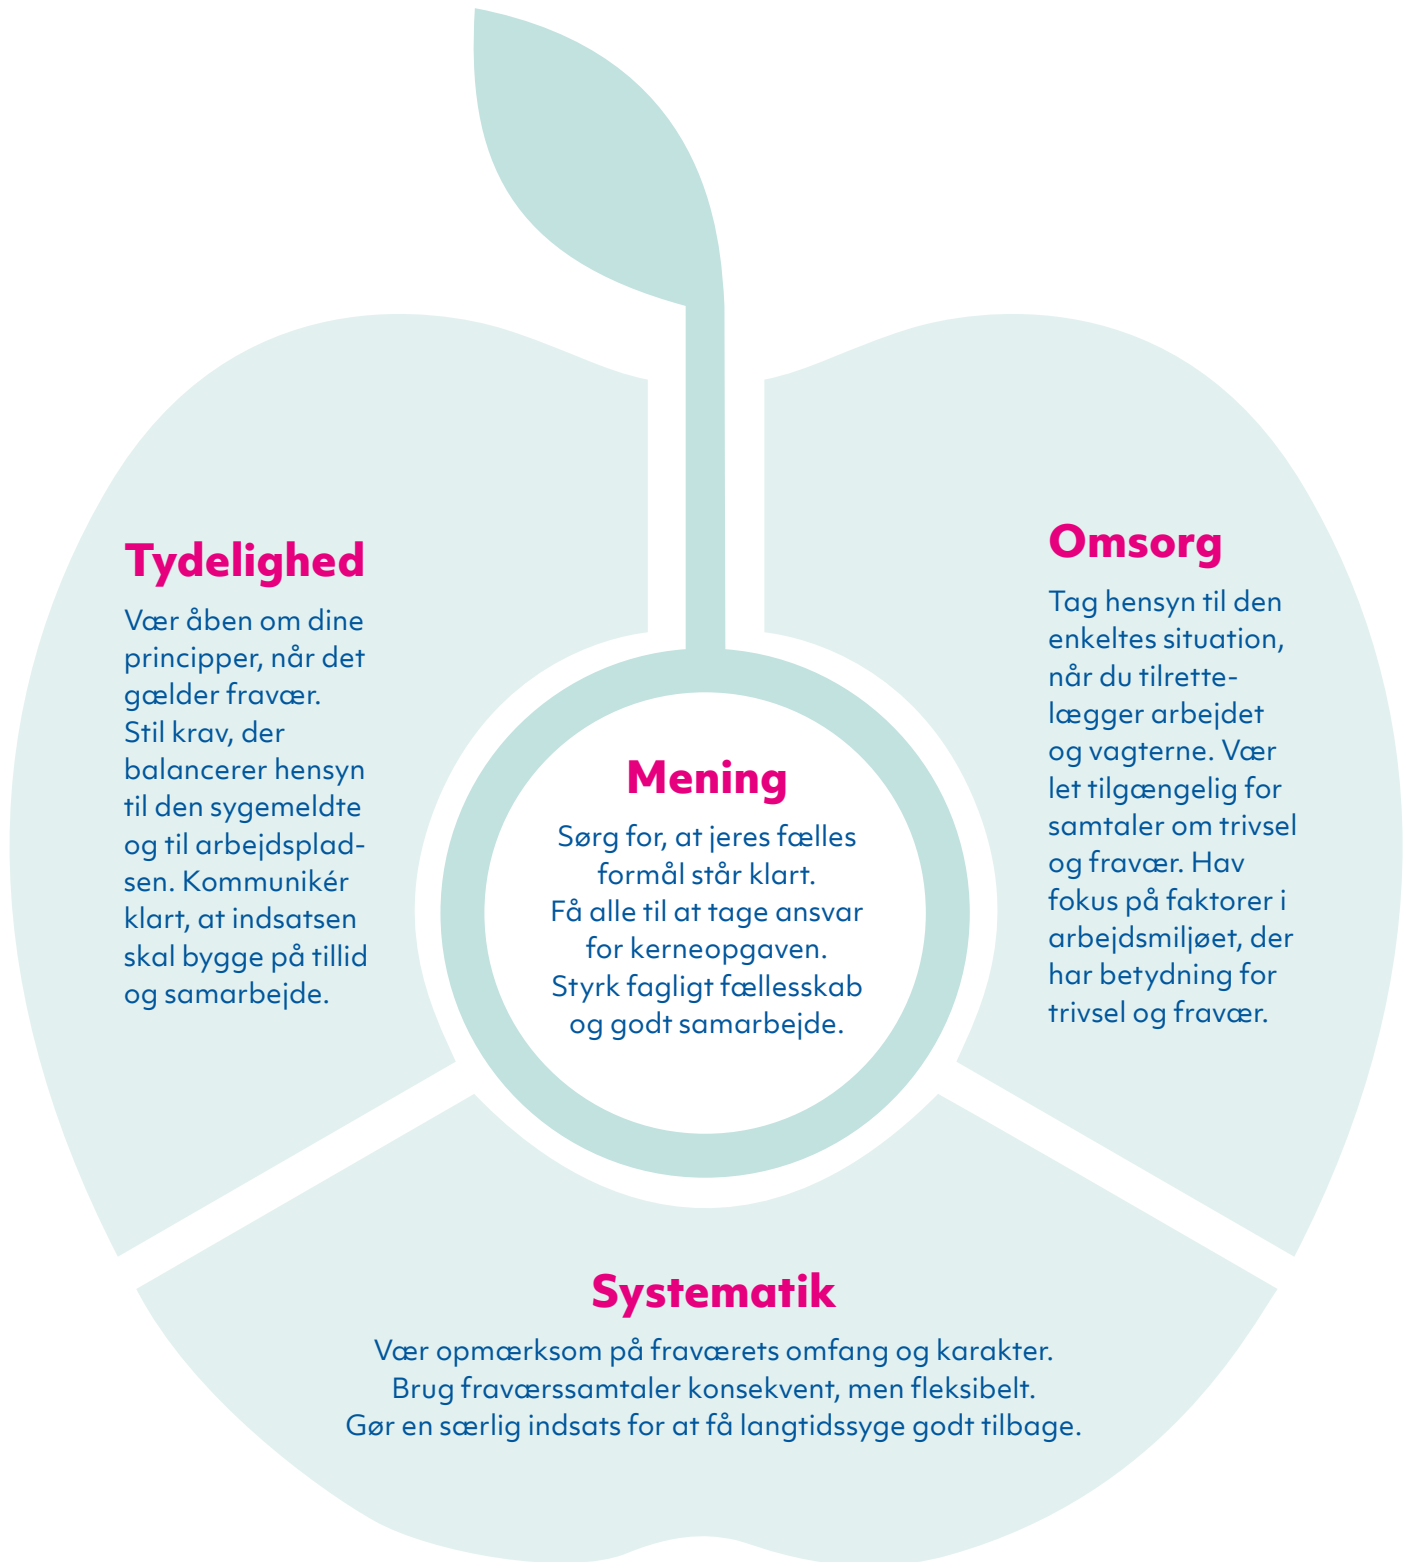 Tydelighed
Vær åben om dine
principper, når det
gælder fravær.
Stil krav, der
balancerer hensyn
til den sygemeldte
og til arbejdsplad-
sen. Kommunikér
klart, at indsatsen
skal bygge på tillid
og samarbejde.
Mening
Sørg for, at jeres fælles
formål står klart.
Få alle til at tage ansvar
for kerneopgaven.
Styrk fagligt fællesskab
og godt samarbejde.
Omsorg
Tag hensyn til den
enkeltes situation,
når du tilrette-
lægger arbejdet
og vagterne. Vær
let tilgængelig for
samtaler om trivsel
og fravær. Hav
fokus på faktorer i
arbejdsmiljøet, der
har betydning for
trivsel og fravær.
Systematik
Vær opmærksom på fraværets omfang og karakter.
Brug fraværssamtaler konsekvent, men fleksibelt.
Gør en særlig indsats for at få langtidssyge godt tilbage.